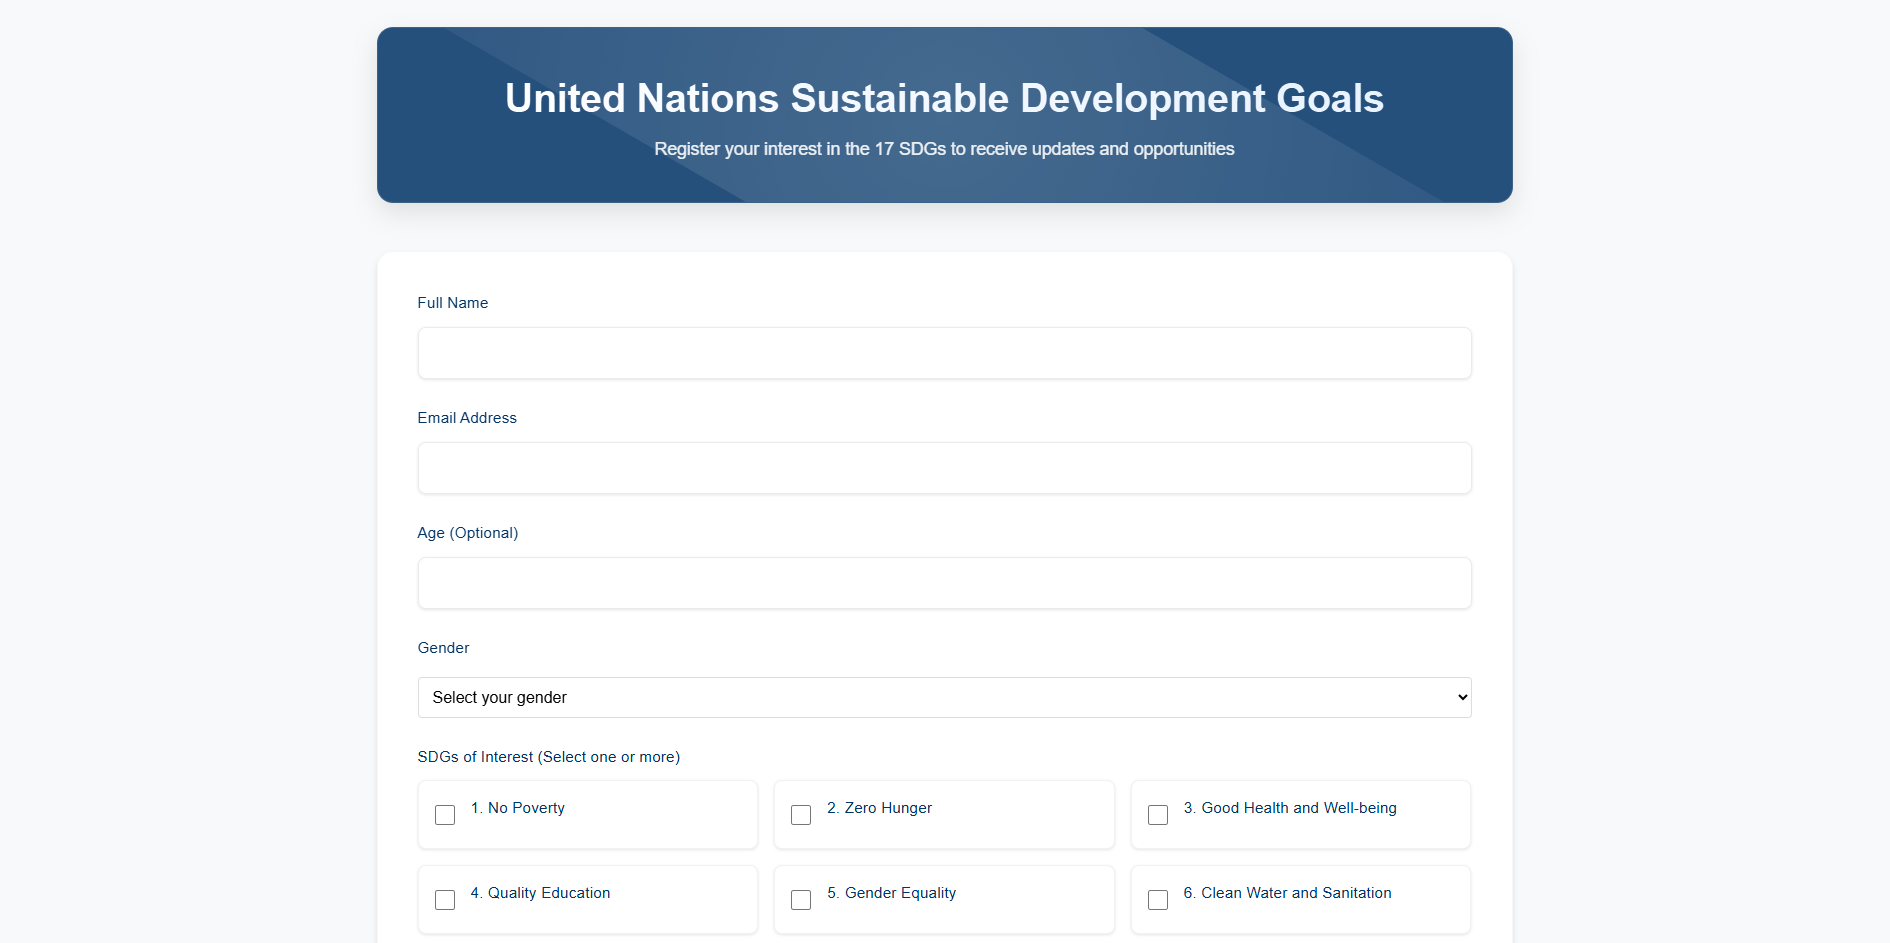 United Nations Sustainable Development Goals
Register your interest in the 17 SDGs to receive updates and opportunities
Full Name
Email Address
Age (Optional)
Gender
Select your gender
SDGs of Interest (Select one or more)
1. No Poverty
2. Zero Hunger
3. Good Health and Well-being
4. Quality Education
5. Gender Equality
6. Clean Water and Sanitation